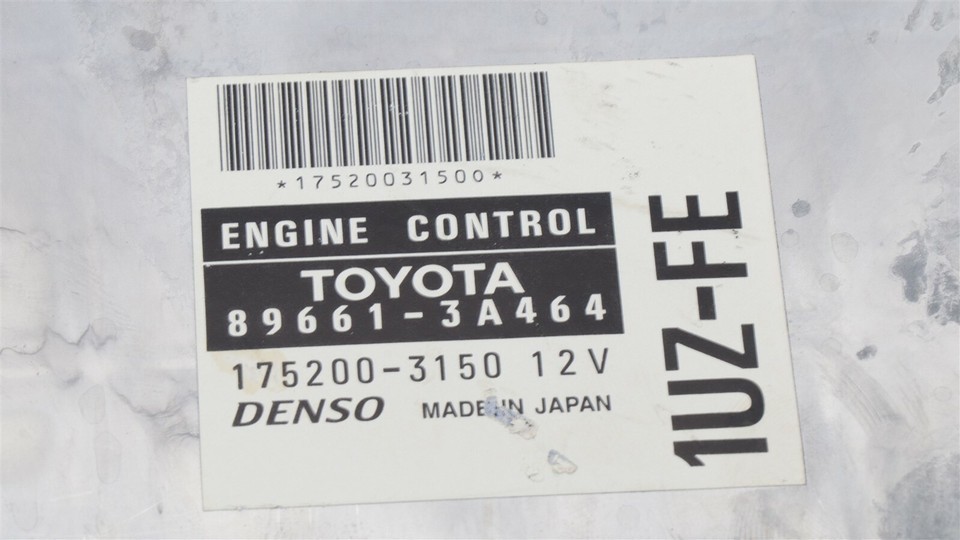 *17520031500*
ENGINE CONTROL
TOYOTA
89661-3A464
175200-3150 12V
DENSO MADE IN JAPAN
1UZ-FE